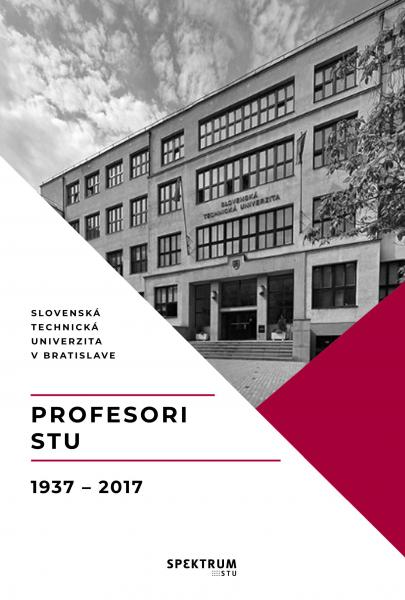 SLOVENSKÁ
TECHNICKÁ UNIVERZITA
SLOVENSKÁ
TECHNICKÁ
UNIVERZITA
V BRATISLAVE
PROFESORI
STU
1937 – 2017
SPEKTRUM
STU